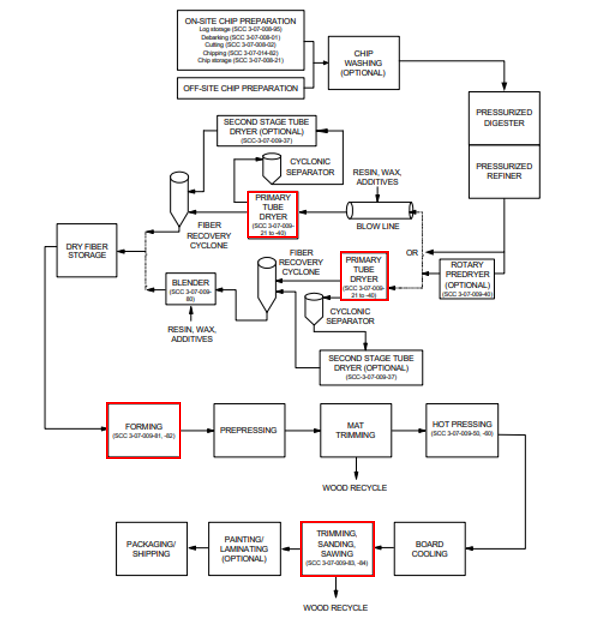 ON-SITE CHIP PREPARATION
Log storage (SCC 3-07-008-95)
Debarking (SCC 3-07-008-01)
Cutting (SCC 3-07-008-02)
Chipping (SCC 3-07-014-82)
Chip storage (SCC 3-07-008-21)
OFF-SITE CHIP PREPARATION
CHIP
WASHING
(OPTIONAL)
PRESSURIZED
DIGESTER
PRESSURIZED
REFINER
SECOND STAGE TUBE
DRYER (OPTIONAL)
(SCC-3-07-009-37)
CYCLONIC
SEPARATOR
RESIN, WAX,
ADDITIVES
PRIMARY
TUBE
DRYER
(SCC 3-07-009-
21 to -40)
BLOW LINE
FIBER
RECOVERY
CYCLONE
DRY FIBER
STORAGE
OR
FIBER
RECOVERY
CYCLONE
PRIMARY
TUBE
DRYER
(SCC 3-07-009-
21 to -40)
ROTARY
PREDRYER
(OPTIONAL)
(SCC 3-07-009-40)
BLENDER
(SCC 3-07-009-
80)
RESIN, WAX,
ADDITIVES
CYCLONIC
SEPARATOR
SECOND STAGE TUBE
DRYER (OPTIONAL)
(SCC-3-07-009-37)
FORMING
(SCC 3-07-009-81, -82)
PREPRESSING
MAT
TRIMMING
HOT PRESSING
(SCC 3-07-009-50, -60)
WOOD RECYCLE
PACKAGING/
SHIPPING
PAINTING/
LAMINATING
(OPTIONAL)
TRIMMING,
SANDING,
SAWING
(SCC 3-07-009-83, -84)
BOARD
COOLING
WOOD RECYCLE